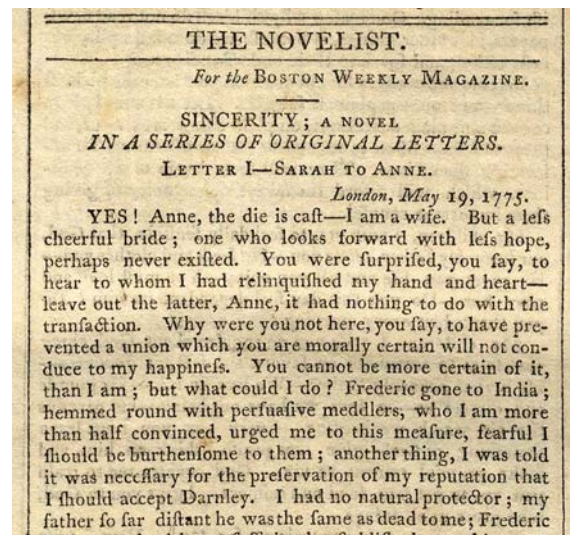 THE NOVELIST.
For the BOSTON WEEKLY MAGAZINE.
SINCERITY; A NOVEL
IN A SERIES OF ORIGINAL LETTERS.
LETTER I—SARAH TO ANNE.
London, May 19, 1775.
YES! Anne, the die is caſt—I am a wife. But a leſs
cheerful bride; one who looks forward with leſs hope,
perhaps never exiſted. You were ſurpriſed, you ſay, to
hear to whom I had relinquiſhed my hand and heart—
leave out the latter, Anne, it had nothing to do with the
tranſaction. Why were you not here, you ſay, to have pre-
vented a union which you are morally certain will not con-
duce to my happineſs. You cannot be more certain of it,
than I am; but what could I do? Frederic gone to India;
hemmed round with perſuaſive meddlers, who I am more
than half convinced, urged me to this meaſure, fearful I
ſhould be burthenſome to them; another thing, I was told
it was neceſſary for the preſervation of my reputation that
I ſhould accept Darnley. I had no natural protector; my
father ſo far diſtant he was the ſame as dead to me; Frederic